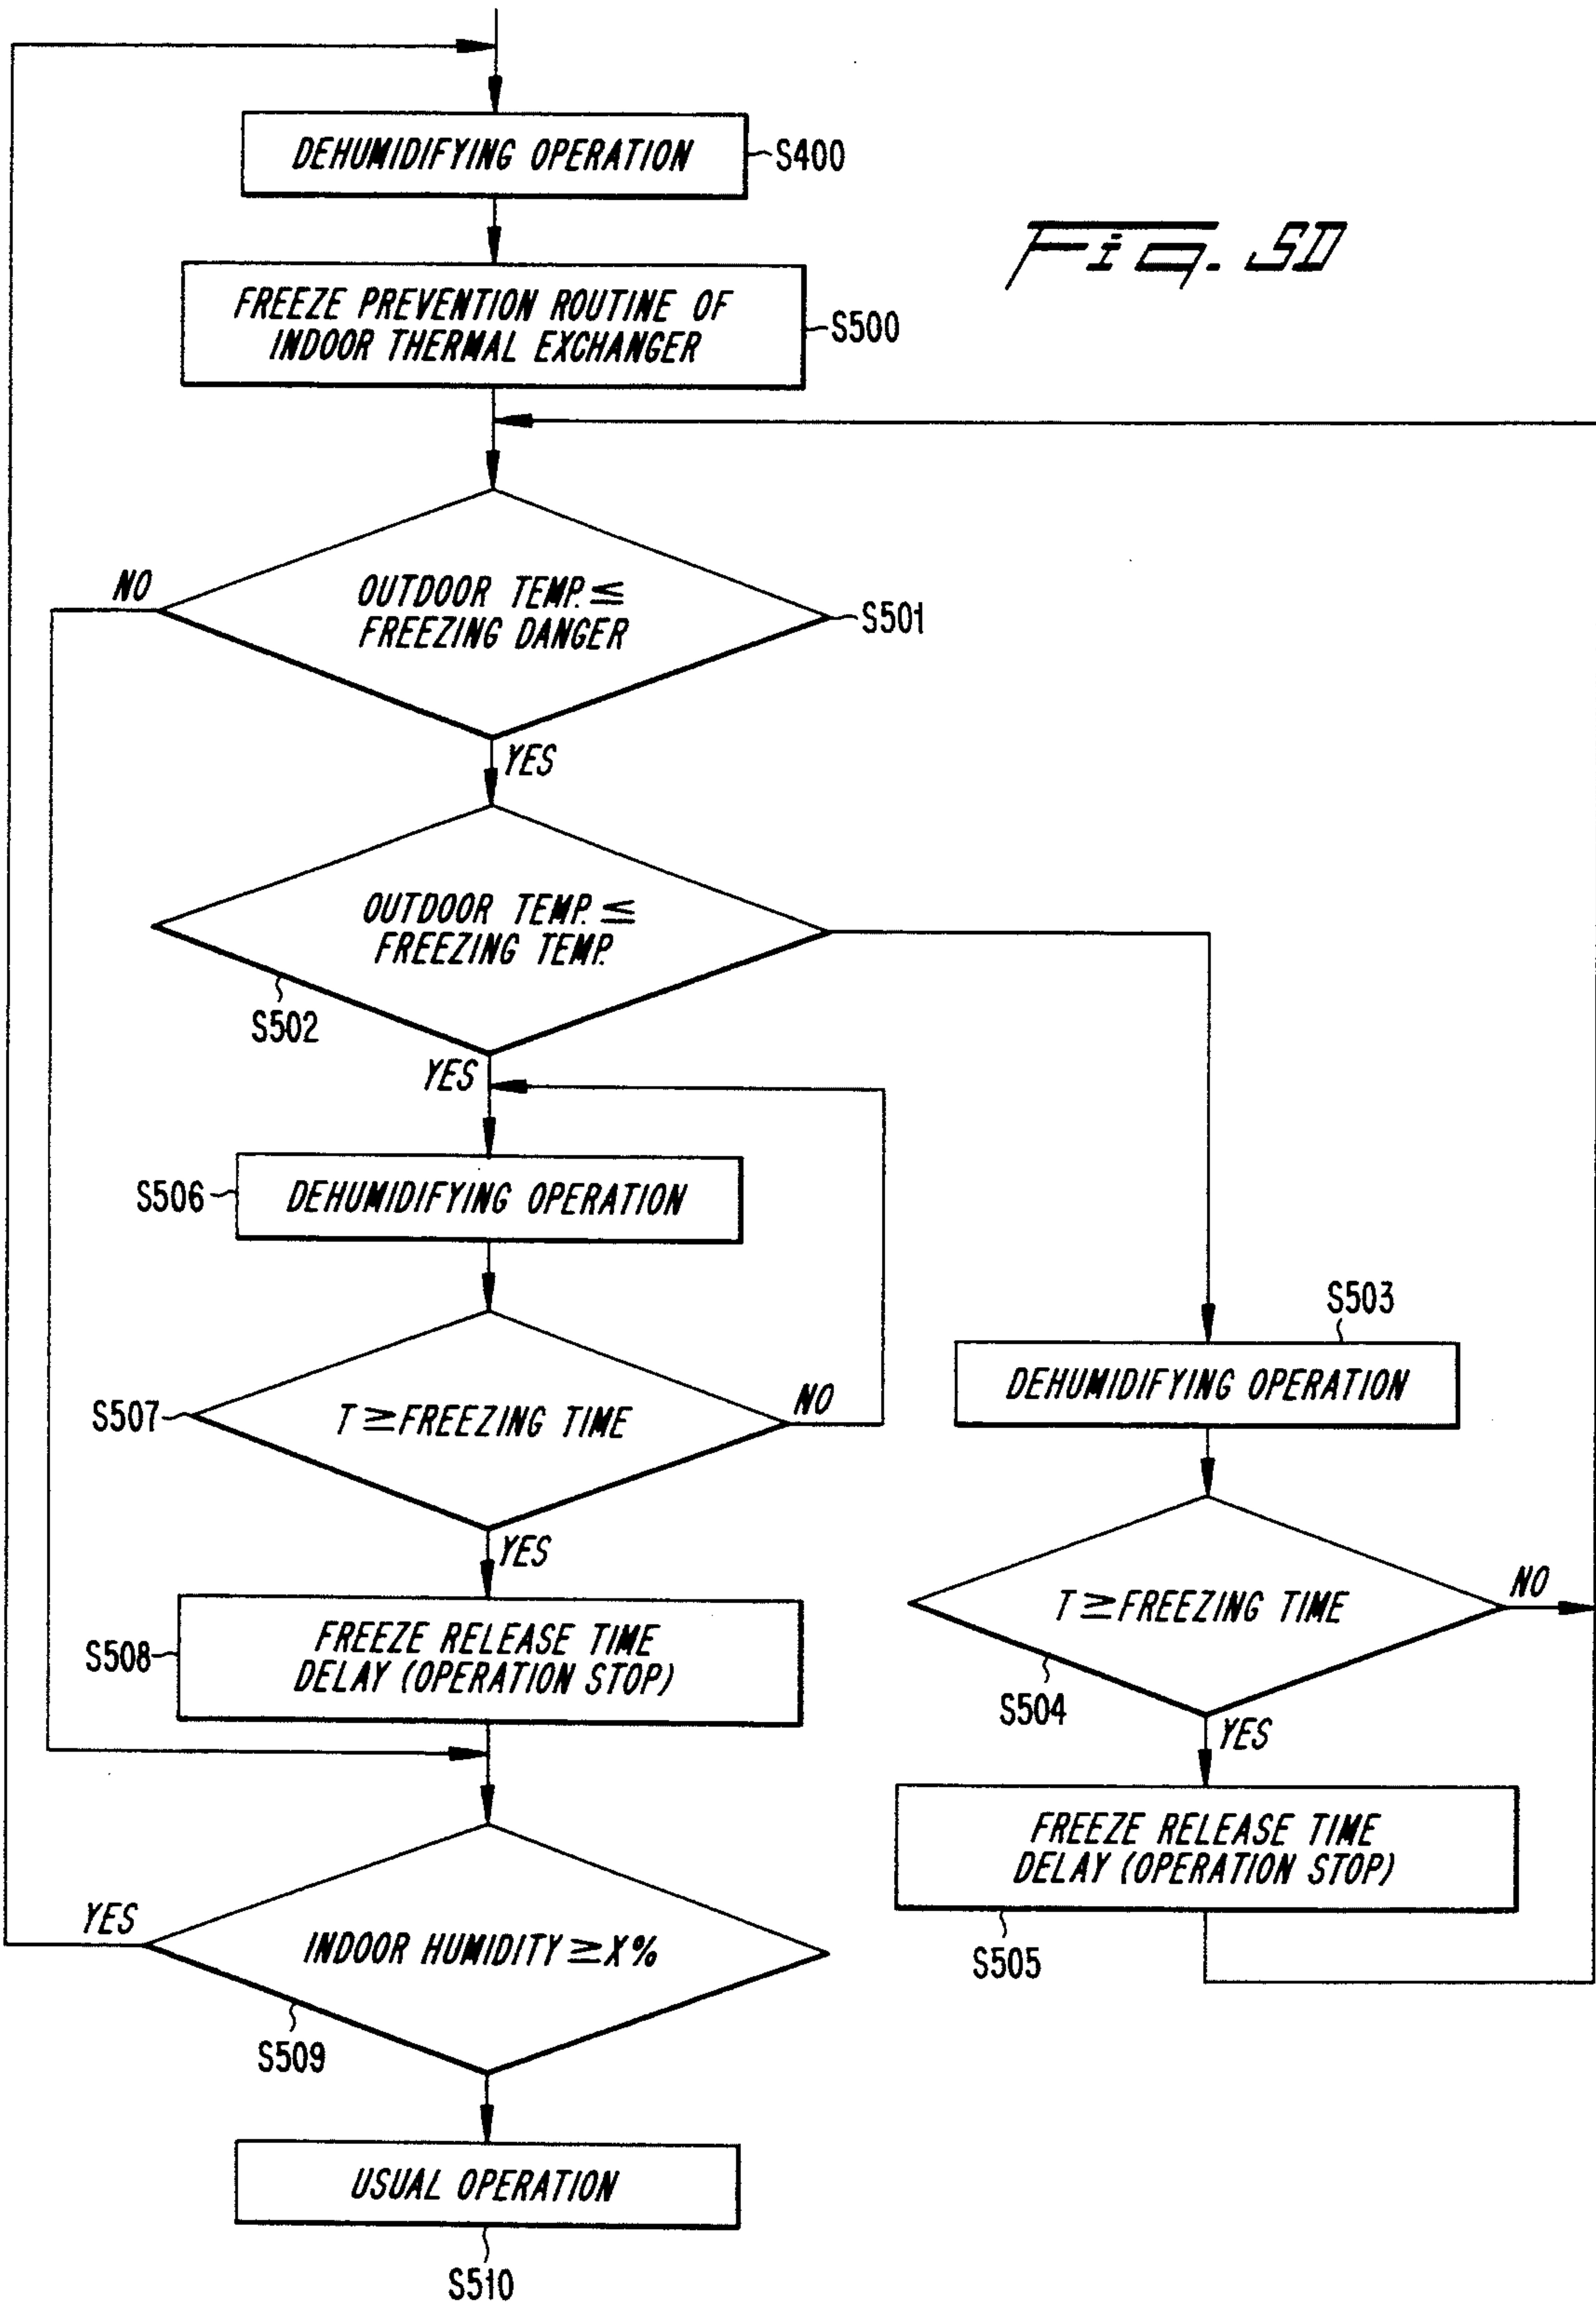 DEHUMIDIFYING OPERATION
S400
Fig. 5D
FREEZE PREVENTION ROUTINE OF
INDOOR THERMAL EXCHANGER
S500
NO
OUTDOOR TEMP. ≦
FREEZING DANGER
S501
YES
OUTDOOR TEMP. ≦
FREEZING TEMP.
S502
YES
S506
DEHUMIDIFYING OPERATION
S503
DEHUMIDIFYING OPERATION
S507
T ≧ FREEZING TIME
NO
YES
T ≧ FREEZING TIME
NO
S504
YES
S508
FREEZE RELEASE TIME
DELAY (OPERATION STOP)
FREEZE RELEASE TIME
DELAY (OPERATION STOP)
S505
YES
INDOOR HUMIDITY ≧ X%
S509
USUAL OPERATION
S510